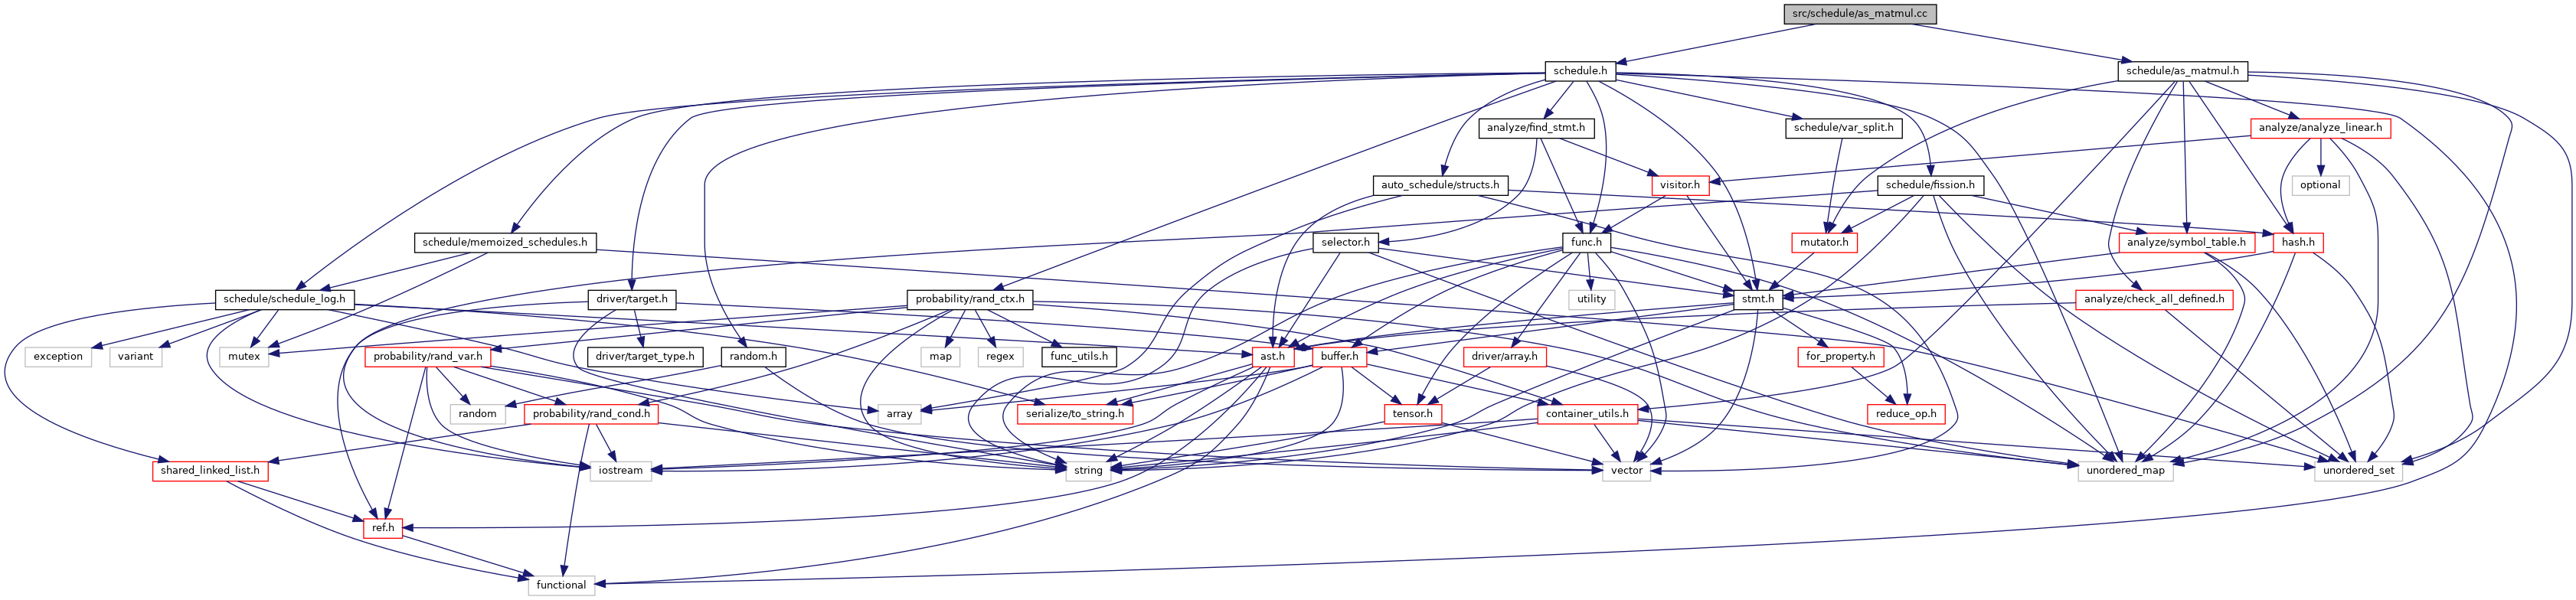 src/schedule/as_matmul.cc
schedule.h
schedule/as_matmul.h
analyze/find_stmt.h
schedule/var_split.h
analyze/analyze_linear.h
auto_schedule/structs.h
visitor.h
schedule/fission.h
optional
schedule/memoized_schedules.h
selector.h
func.h
mutator.h
analyze/symbol_table.h
hash.h
schedule/schedule_log.h
driver/target.h
probability/rand_ctx.h
utility
stmt.h
analyze/check_all_defined.h
exception
variant
mutex
probability/rand_var.h
driver/target_type.h
random.h
map
regex
func_utils.h
ast.h
buffer.h
driver/array.h
for_property.h
random
probability/rand_cond.h
array
serialize/to_string.h
tensor.h
container_utils.h
reduce_op.h
shared_linked_list.h
iostream
string
vector
unordered_map
unordered_set
ref.h
functional